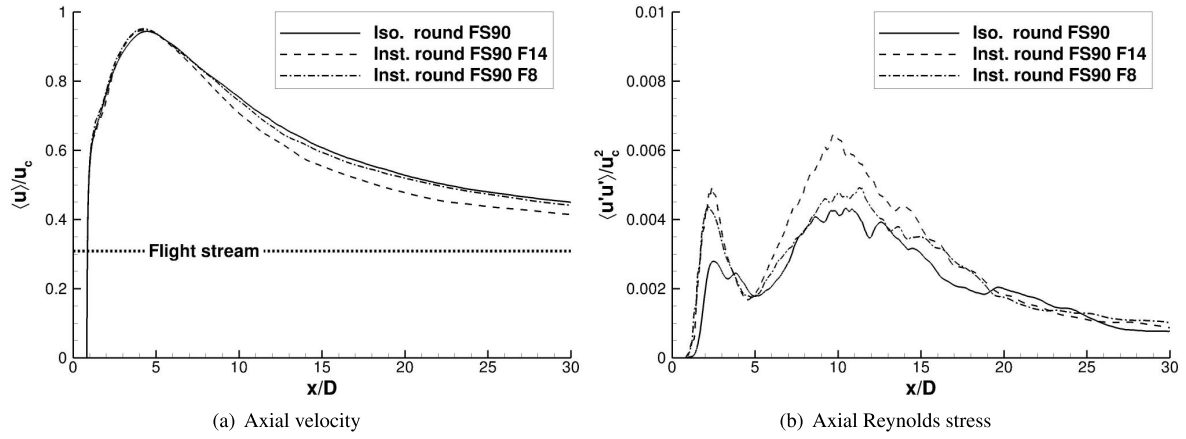 1
0.8
0.6
0.4
0.2
0
0 5 10 15 20 25 30
⟨u⟩/u_c
x/D
Iso. round FS90
Inst. round FS90 F14
Inst. round FS90 F8
Flight stream
(a) Axial velocity
0.01
0.008
0.006
0.004
0.002
0
0 5 10 15 20 25 30
⟨u'u'⟩/u_c^2
x/D
Iso. round FS90
Inst. round FS90 F14
Inst. round FS90 F8
(b) Axial Reynolds stress